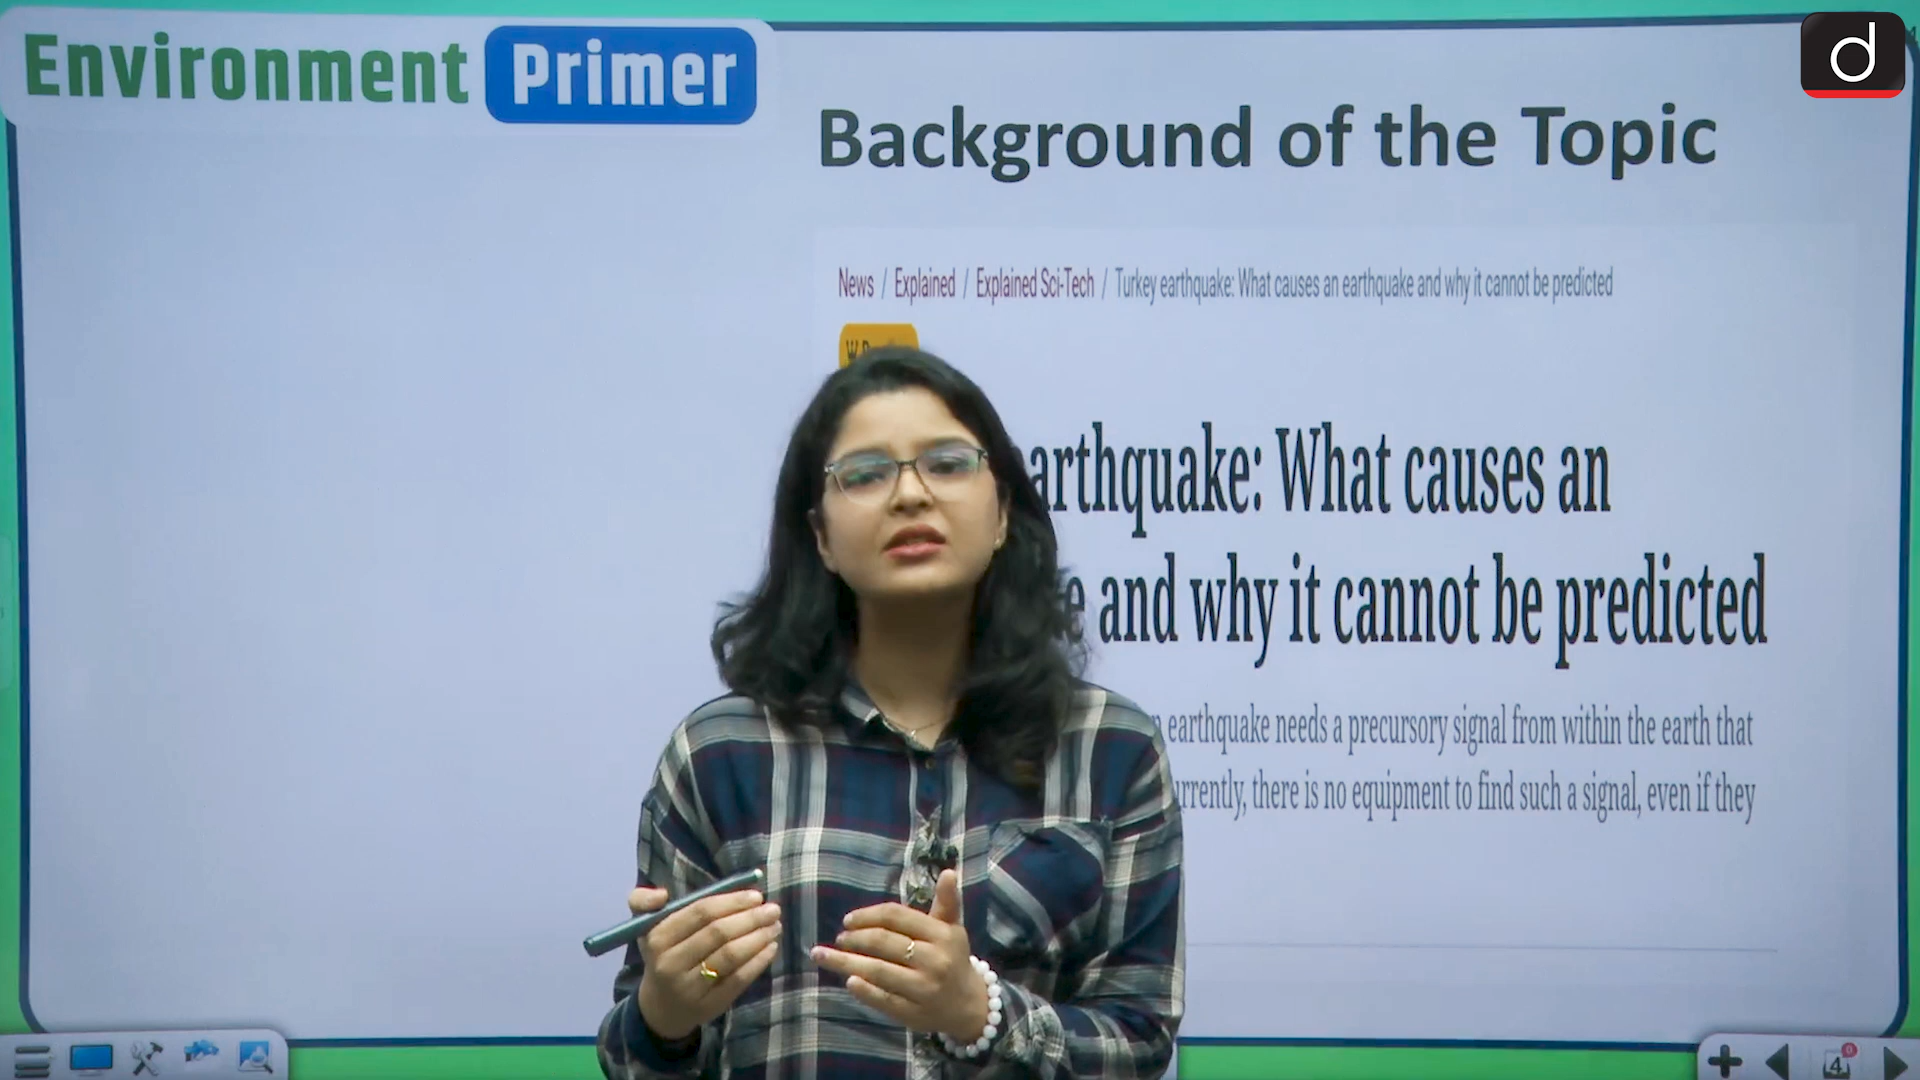 Environment Primer
d
Background of the Topic
News / Explained / Explained Sci-Tech / Turkey earthquake: What causes an earthquake and why it cannot be predicted
arthquake: What causes an
e and why it cannot be predicted
earthquake needs a precursory signal from within the earth that
urrently, there is no equipment to find such a signal, even if they
4